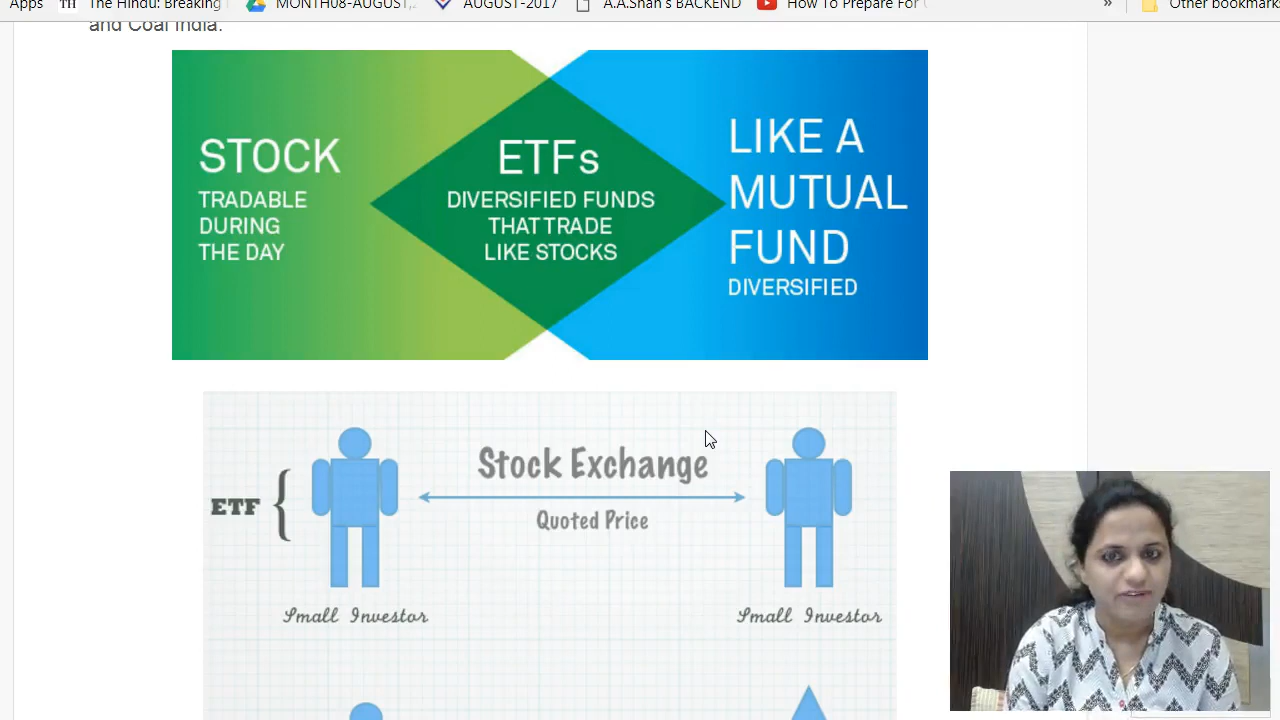 Apps The Hindu: Breaking MONTH08-AUGUST, AUGUST-2017 A.A.Shah's BACKEND How To Prepare For » Other bookmarks
and Coal India.
STOCK
TRADABLE
DURING
THE DAY
ETFs
DIVERSIFIED FUNDS
THAT TRADE
LIKE STOCKS
LIKE A
MUTUAL
FUND
DIVERSIFIED
Stock Exchange
ETF {
Quoted Price
Small Investor
Small Investor